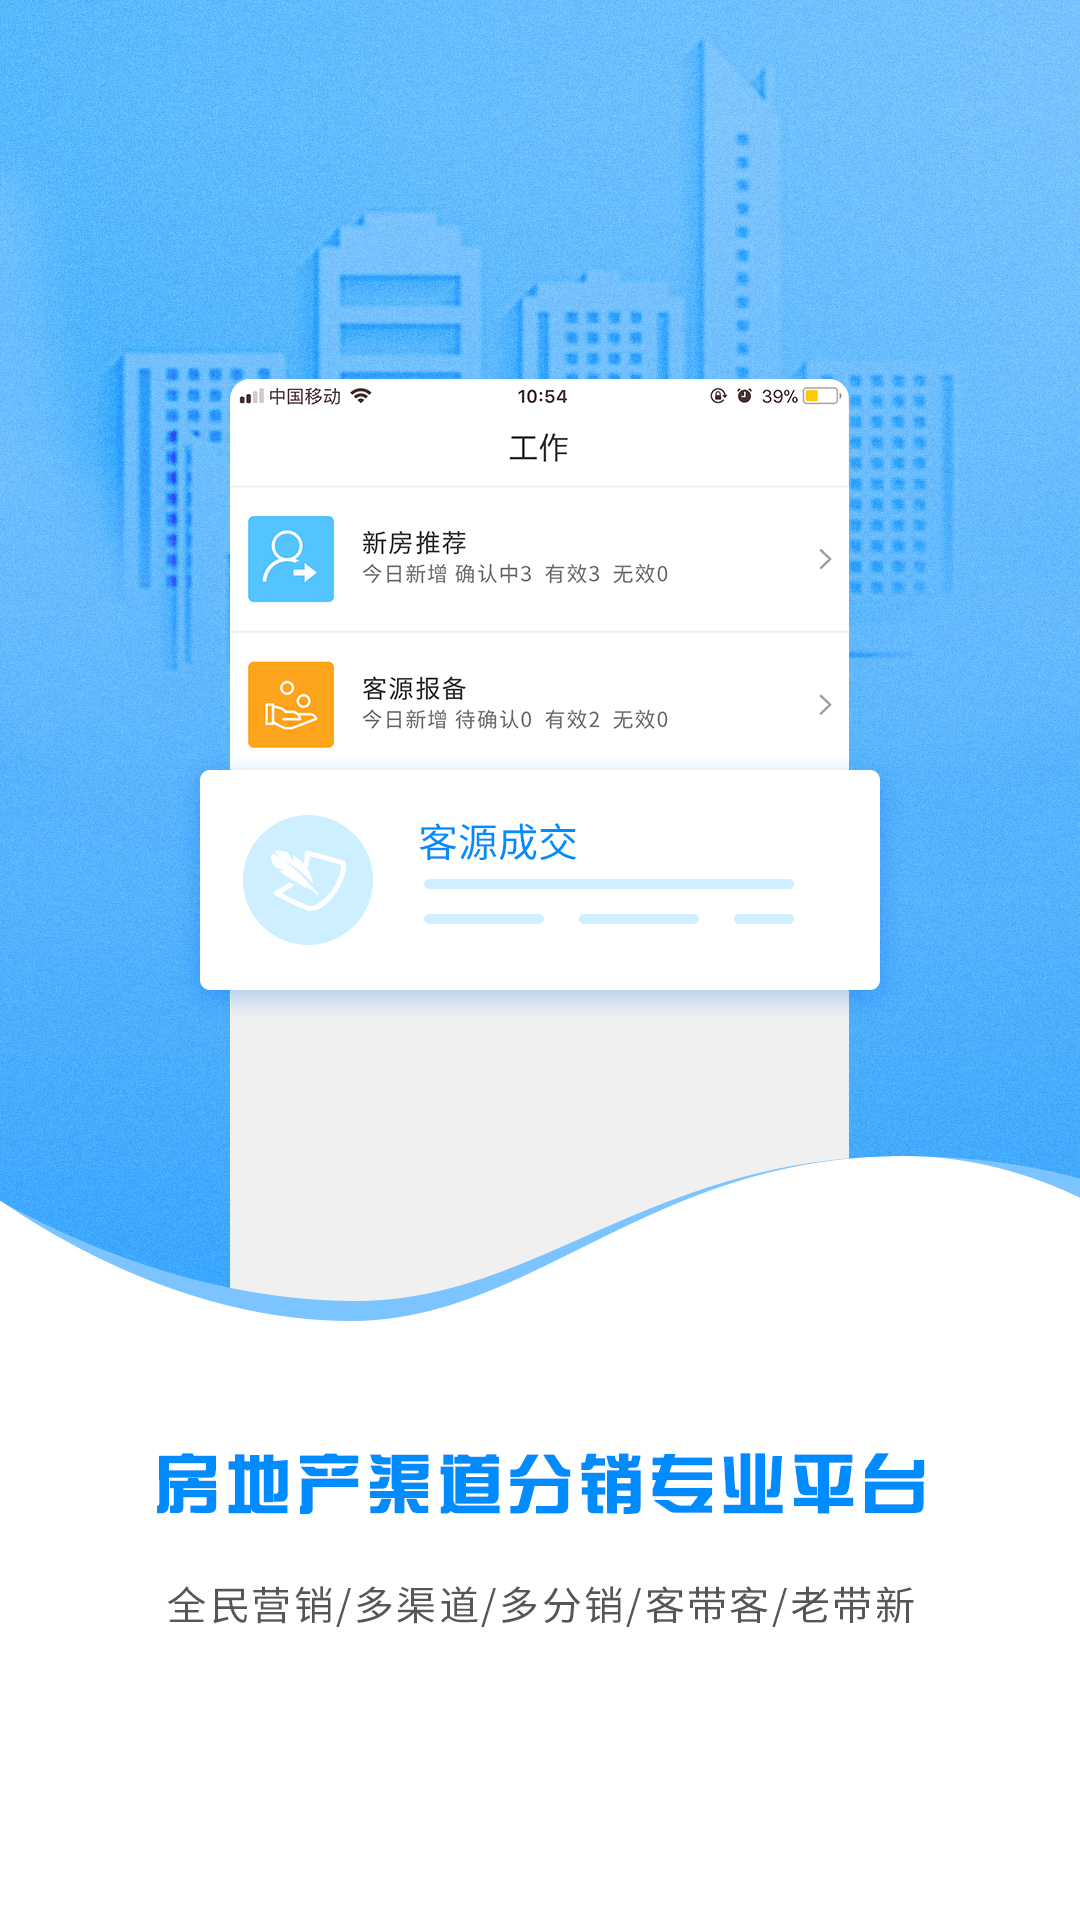 中国移动 10:54 39%
工作
新房推荐
今日新增 确认中3 有效3 无效0
客源报备
今日新增 待确认0 有效2 无效0
客源成交
房地产渠道分销专业平台
全民营销/多渠道/多分销/客带客/老带新